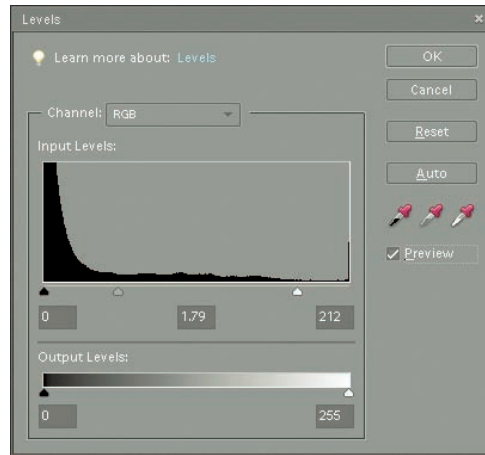 Levels
Learn more about: Levels
OK
Cancel
Channel: RGB
Reset
Input Levels:
Auto
Preview
0 1.79 212
Output Levels:
0 255